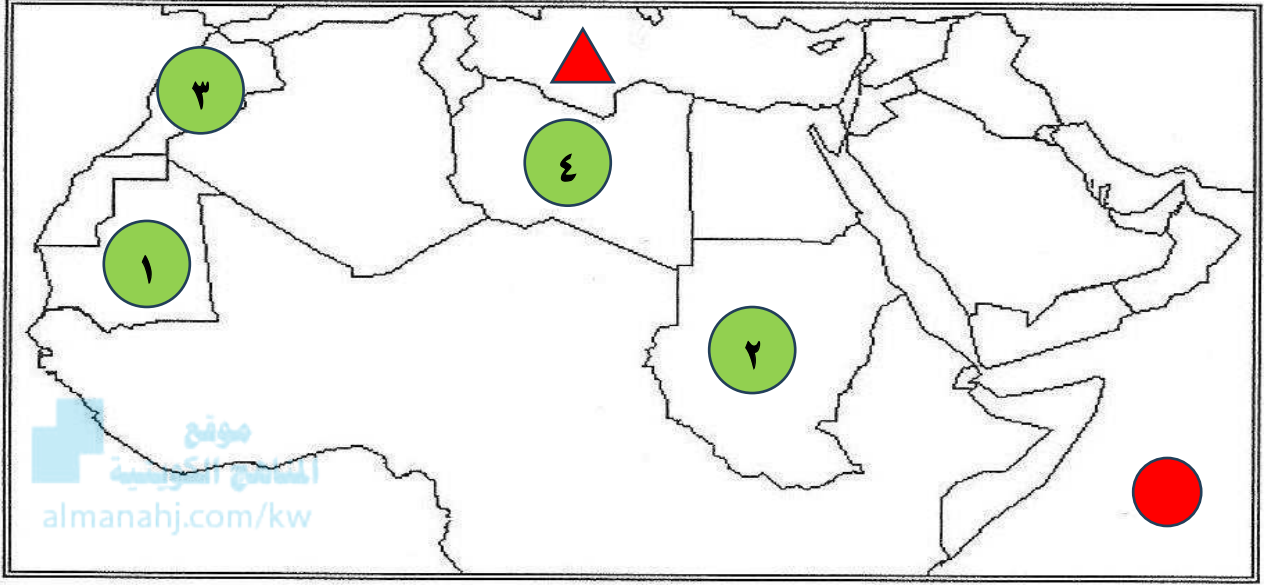 ٣
٤
١
٢
موقع
المناهج الكويتية
almanahj.com/kw